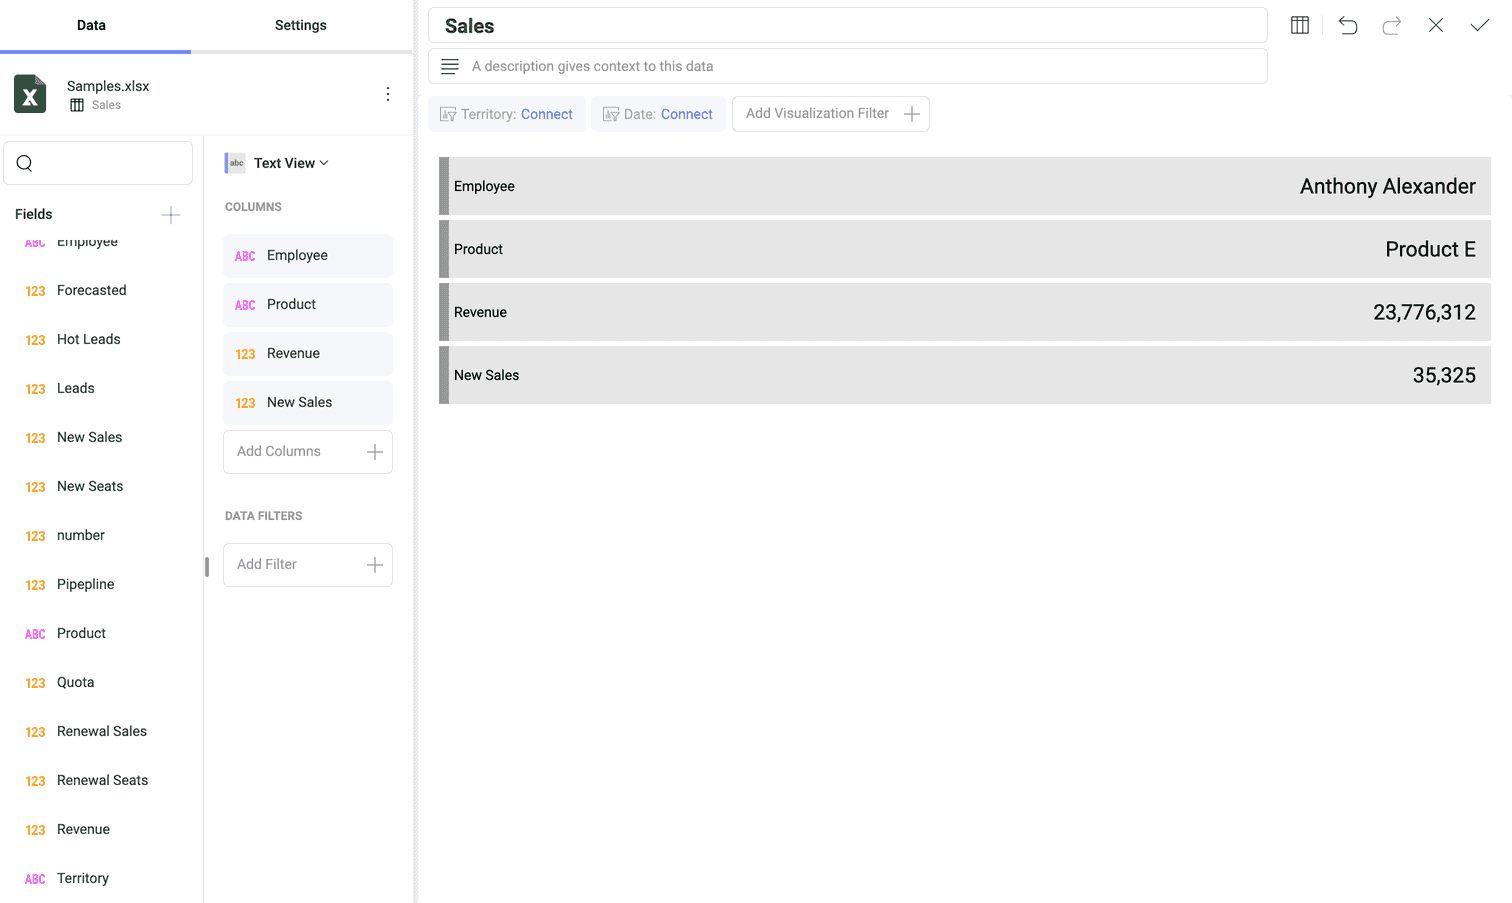 Data
Settings
Samples.xlsx
Sales
Fields
ABC Employee
123 Forecasted
123 Hot Leads
123 Leads
123 New Sales
123 New Seats
123 number
123 Pipepline
ABC Product
123 Quota
123 Renewal Sales
123 Renewal Seats
123 Revenue
ABC Territory
abc Text View
COLUMNS
ABC Employee
ABC Product
123 Revenue
123 New Sales
Add Columns
DATA FILTERS
Add Filter
Sales
A description gives context to this data
Territory: Connect
Date: Connect
Add Visualization Filter
Employee Anthony Alexander
Product Product E
Revenue 23,776,312
New Sales 35,325